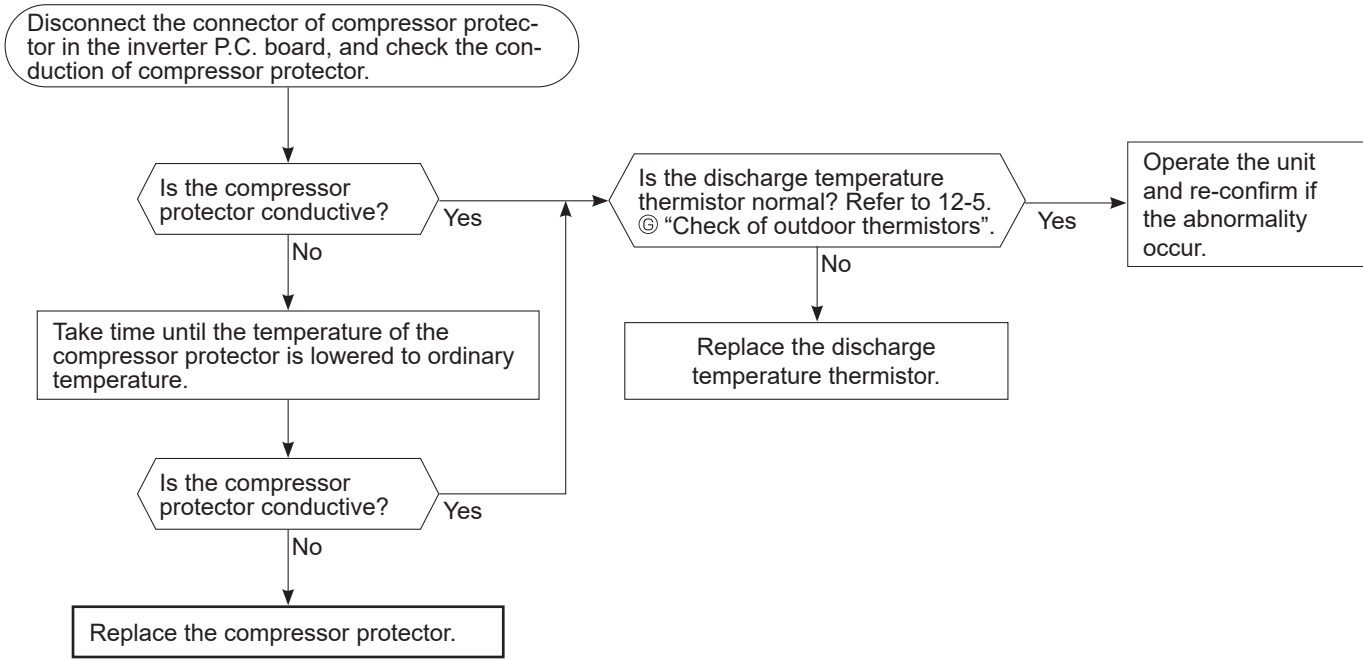 Disconnect the connector of compressor protec-
tor in the inverter P.C. board, and check the con-
duction of compressor protector.
Is the compressor
protector conductive?
Yes
No
Is the discharge temperature
thermistor normal? Refer to 12-5.
Ⓖ “Check of outdoor thermistors”.
Yes
No
Operate the unit
and re-confirm if
the abnormality
occur.
Take time until the temperature of the
compressor protector is lowered to ordinary
temperature.
Replace the discharge
temperature thermistor.
Is the compressor
protector conductive?
Yes
No
Replace the compressor protector.